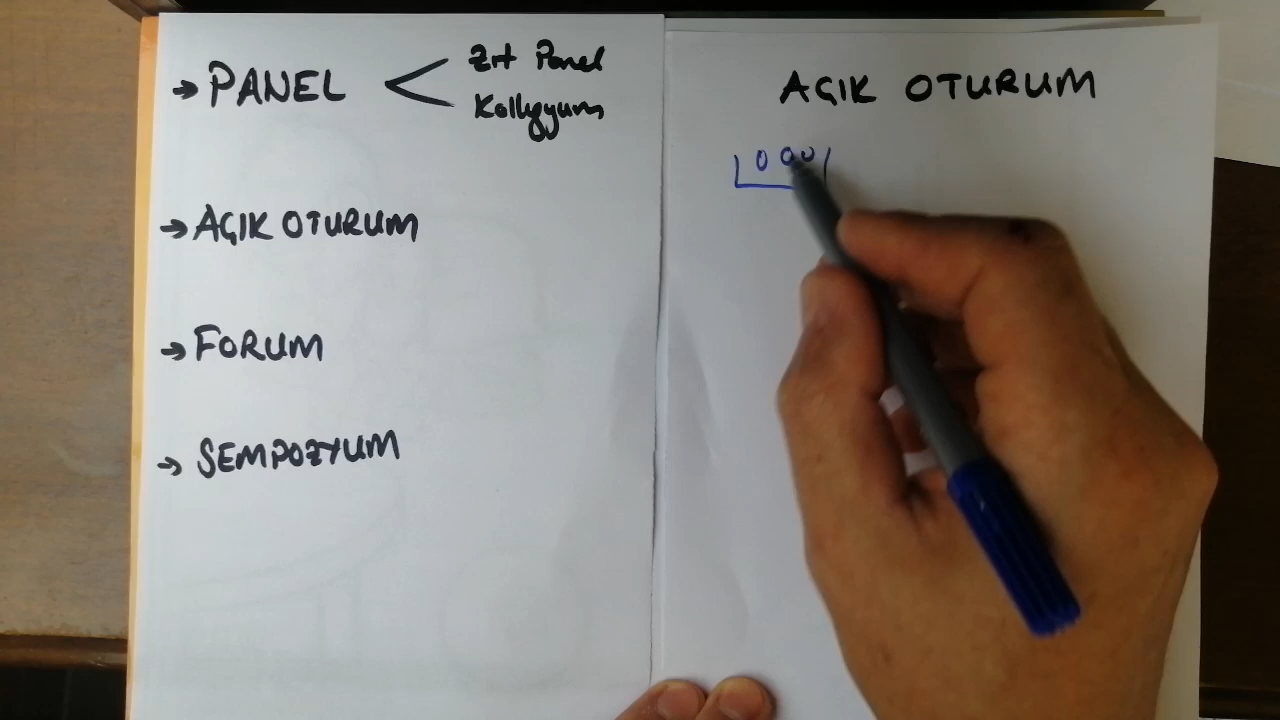 → PANEL < Zıt Panel
Kollegyum
→ AÇIK OTURUM
→ FORUM
→ SEMPOZYUM
AÇIK OTURUM